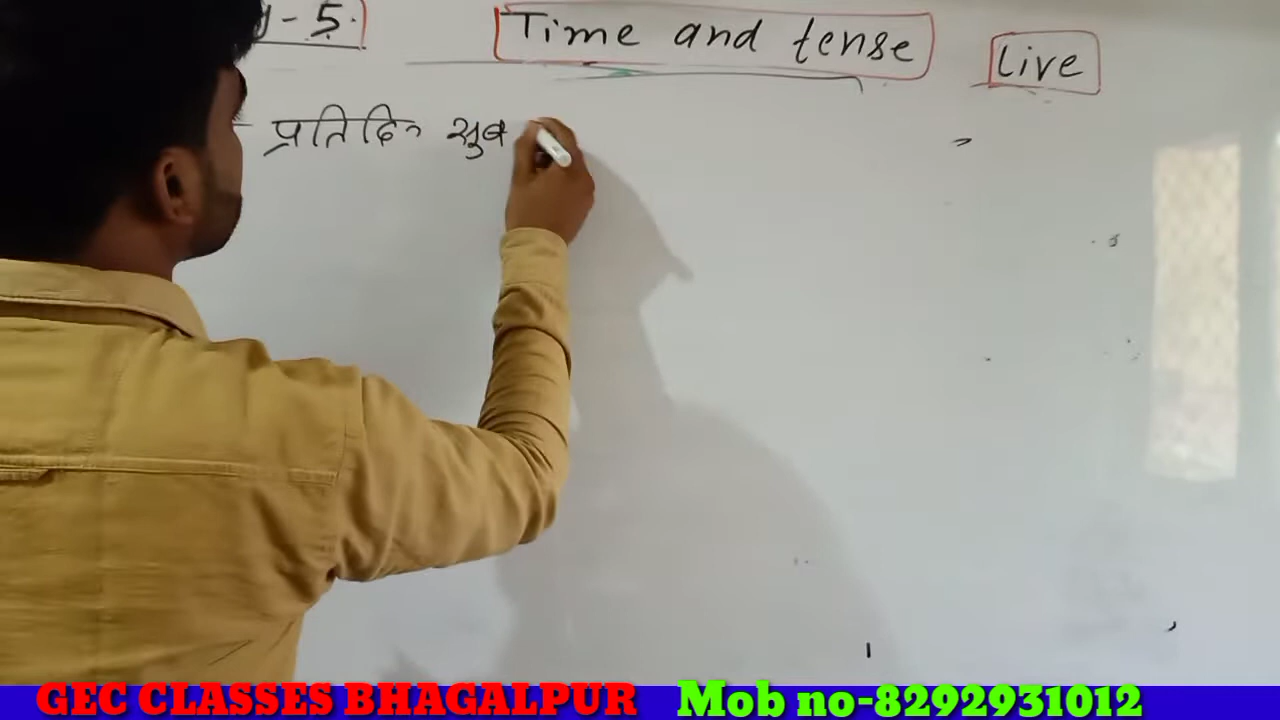 - 5.
Time and tense
Live
प्रतिदिन सुब
GEC CLASSES BHAGALPUR Mob no-8292931012